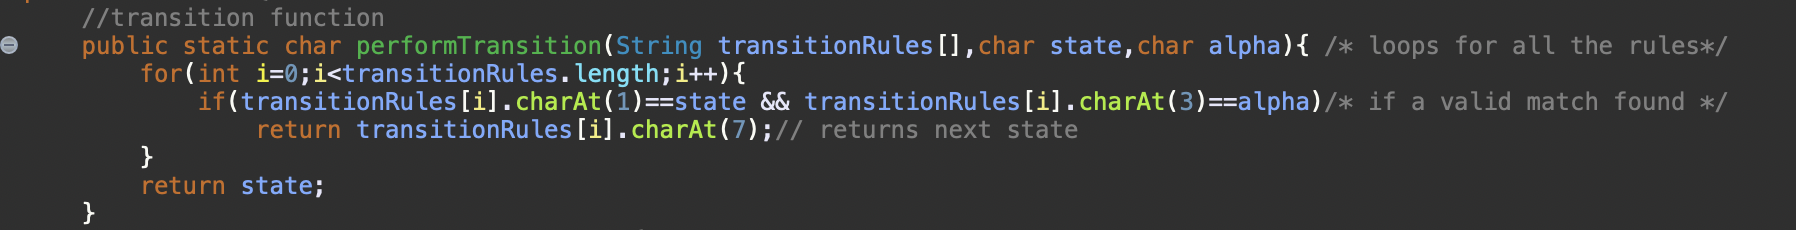 //transition function
public static char performTransition(String transitionRules[],char state,char alpha){ /* loops for all the rules*/
for(int i=0;i<transitionRules.length;i++){
if(transitionRules[i].charAt(1)==state && transitionRules[i].charAt(3)==alpha)/* if a valid match found */
return transitionRules[i].charAt(7);// returns next state
}
return state;
}